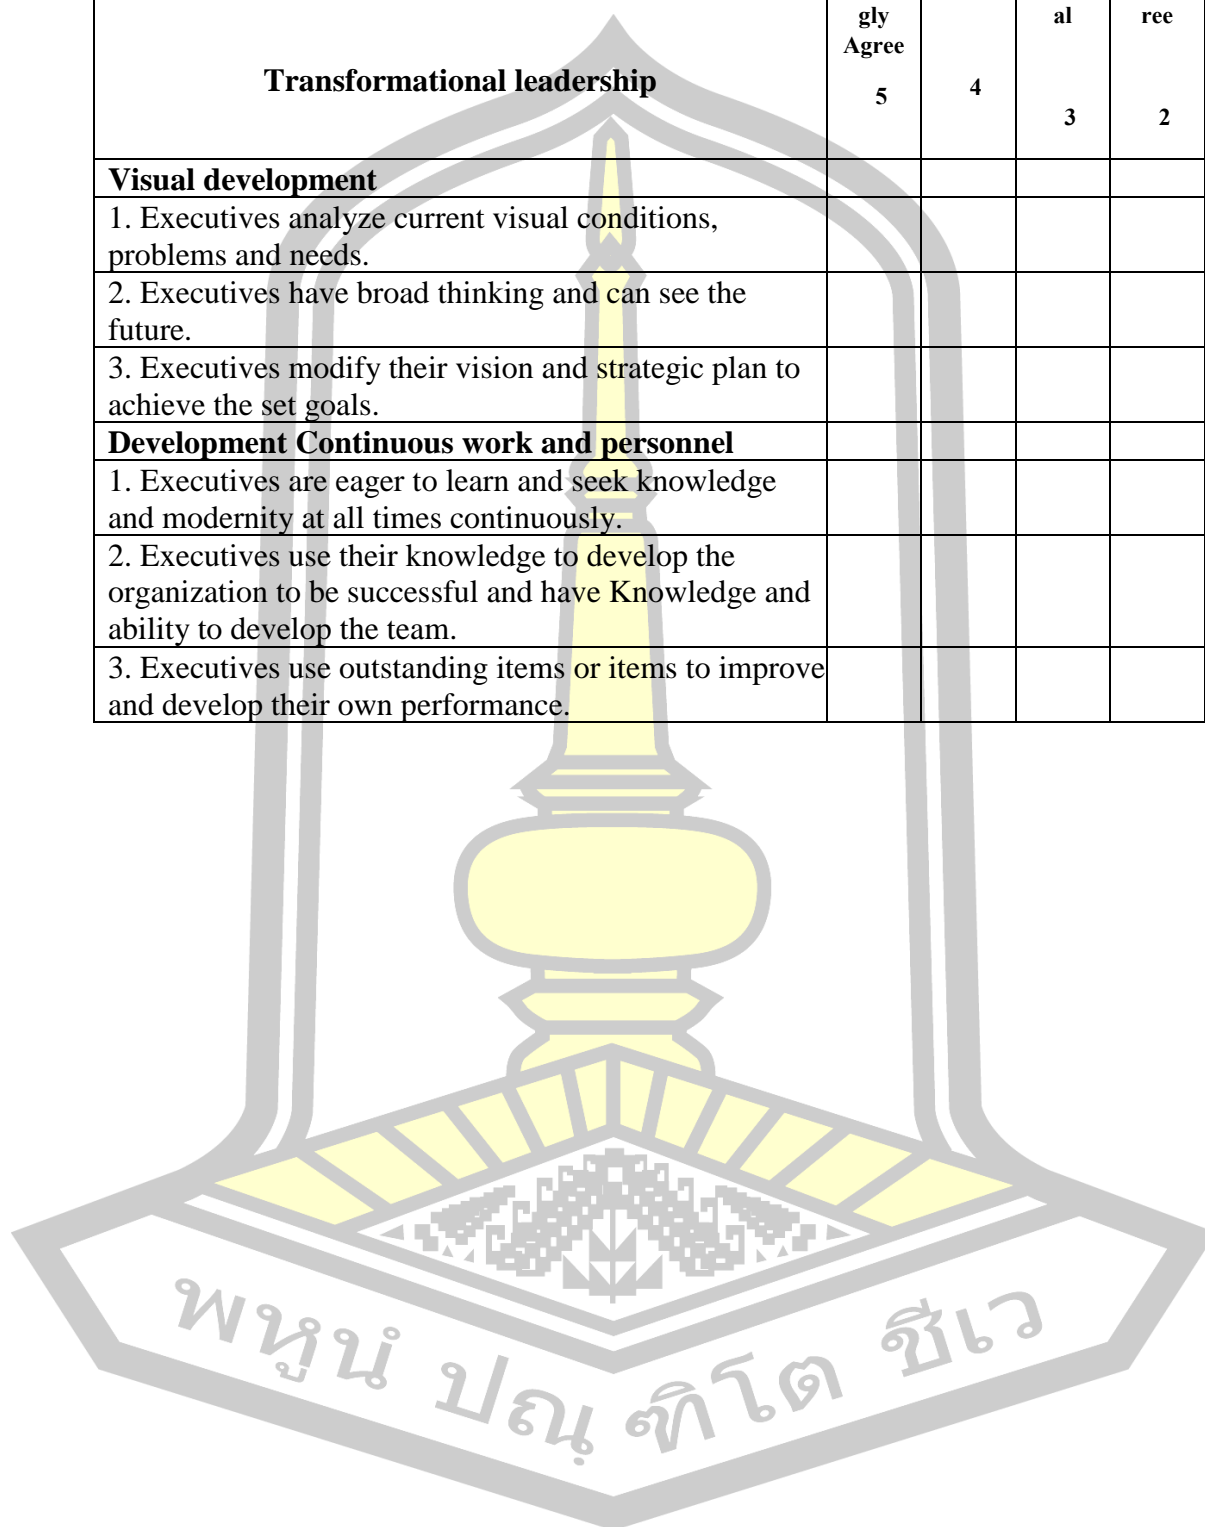 gly al ree
Agree
Transformational leadership
5 4
3 2
Visual development
1. Executives analyze current visual conditions,
problems and needs.
2. Executives have broad thinking and can see the
future.
3. Executives modify their vision and strategic plan to
achieve the set goals.
Development Continuous work and personnel
1. Executives are eager to learn and seek knowledge
and modernity at all times continuously.
2. Executives use their knowledge to develop the
organization to be successful and have Knowledge and
ability to develop the team.
3. Executives use outstanding items or items to improve
and develop their own performance.
พหูนํ ปณฺฑิโต ชีเว